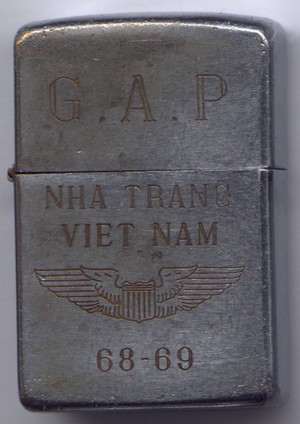 G.A.P
NHA TRANG
VIET NAM
68-69